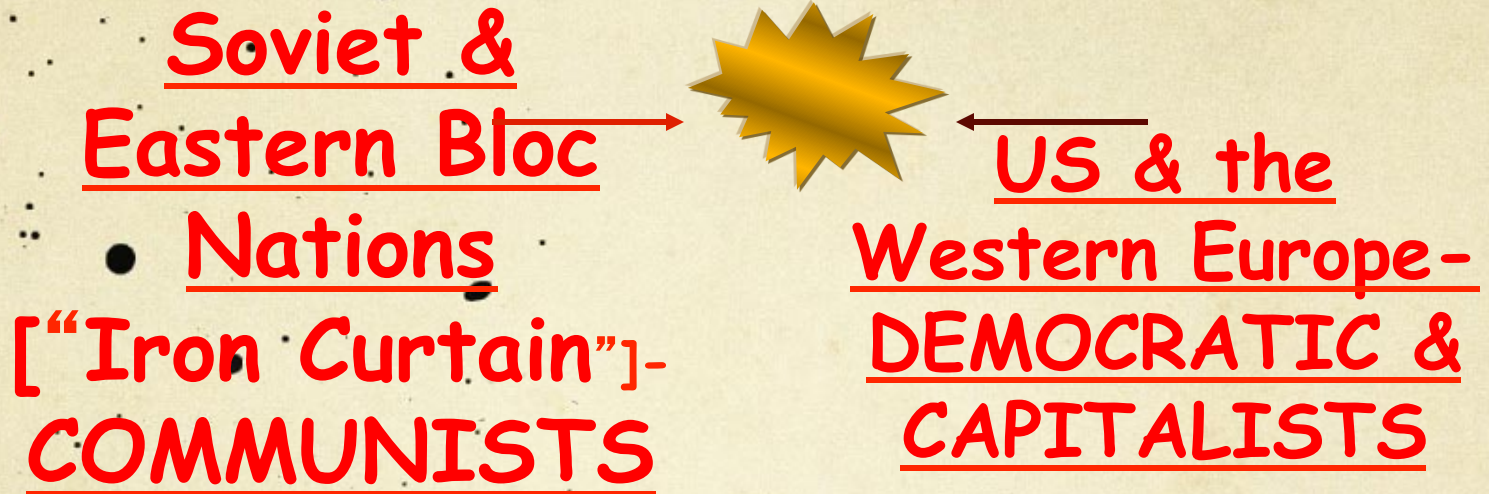 Soviet &
Eastern Bloc
Nations
[“Iron Curtain”]-
COMMUNISTS
US & the
Western Europe-
DEMOCRATIC &
CAPITALISTS